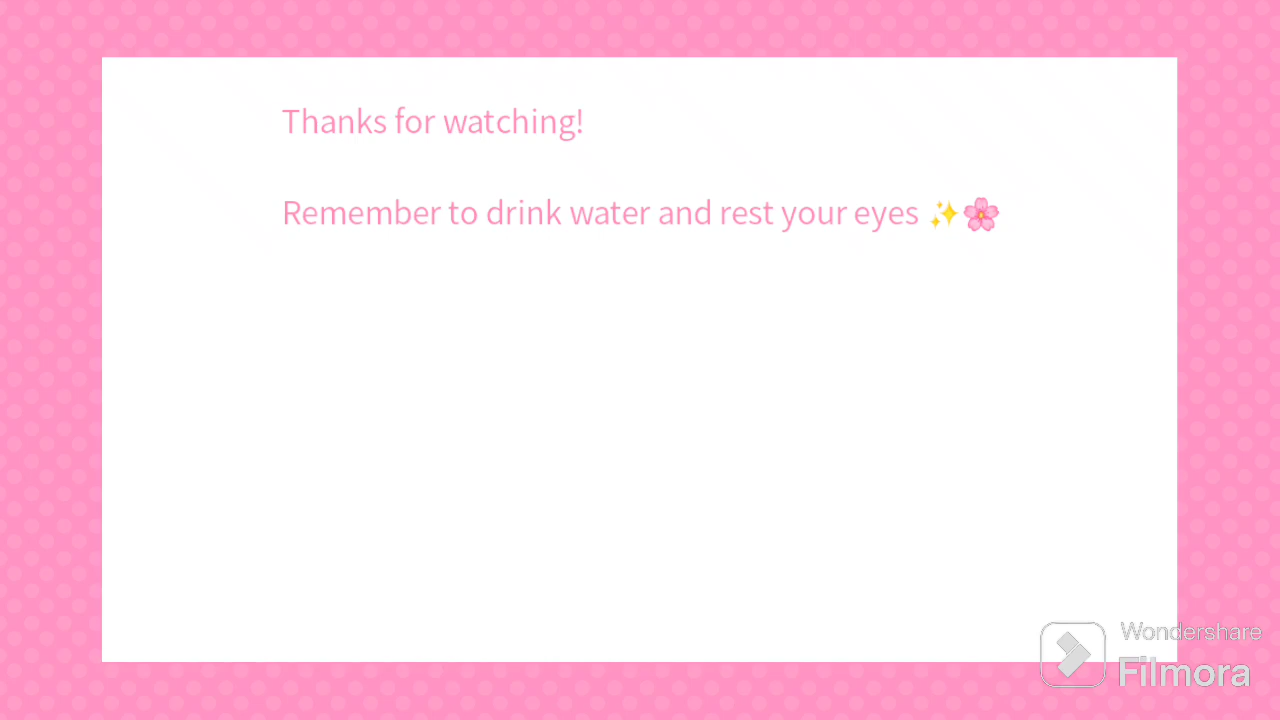 Thanks for watching!
Remember to drink water and rest your eyes ✨🌸
Wondershare
Filmora